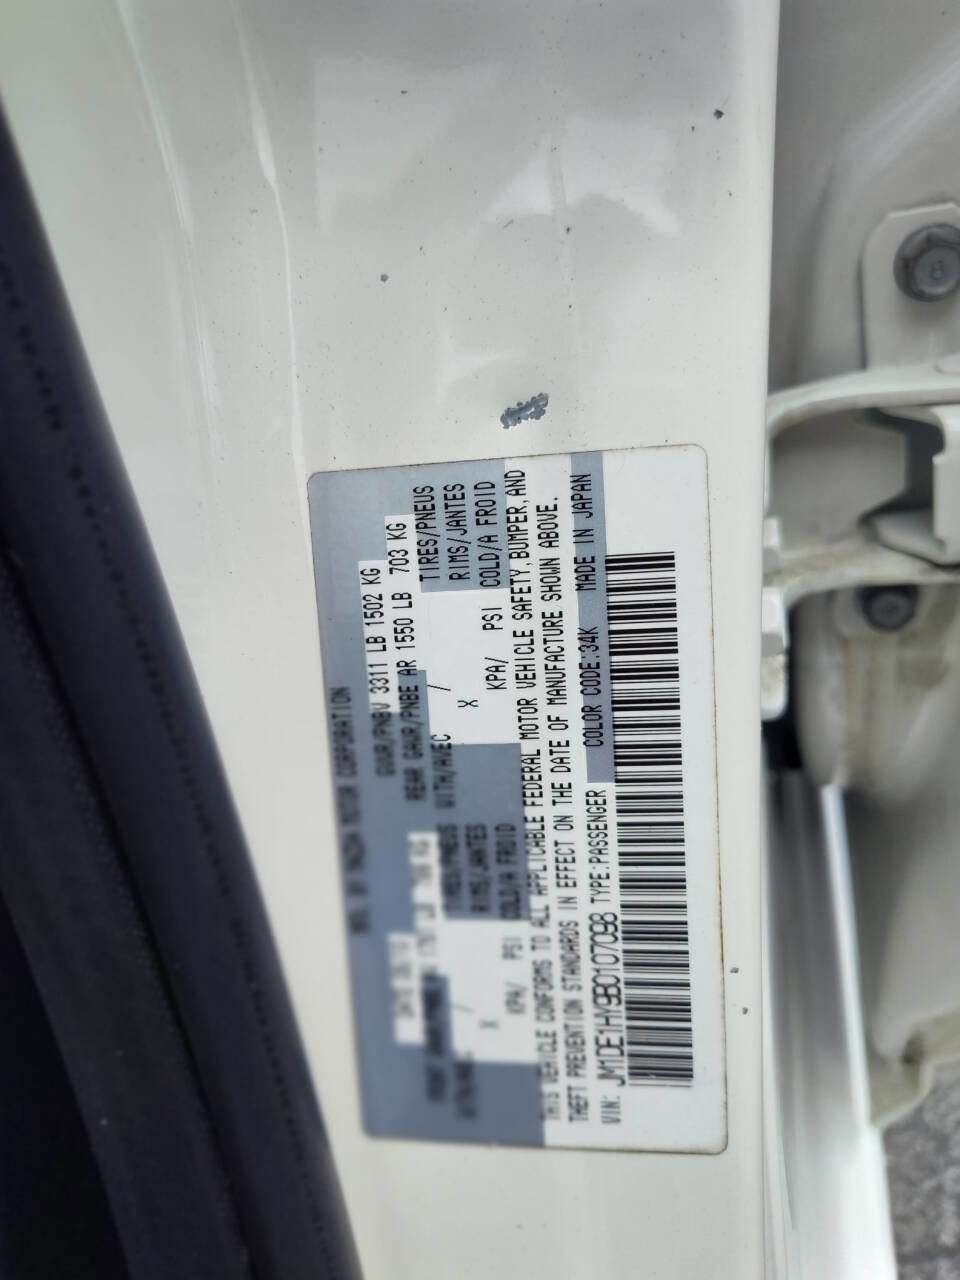 MFD. BY MAZDA MOTOR CORPORATION
GVWR/PNBV 3311 LB 1502 KG
REAR GAWR/PNBE AR 1550 LB 703 KG
TIRES/PNEUS WITH/AVEC / TIRES/PNEUS
RIMS/JANTES X RIMS/JANTES
KPA/ PSI COLD/A FROID KPA/ PSI COLD/A FROID
THIS VEHICLE CONFORMS TO ALL APPLICABLE FEDERAL MOTOR VEHICLE SAFETY, BUMPER, AND
THEFT PREVENTION STANDARDS IN EFFECT ON THE DATE OF MANUFACTURE SHOWN ABOVE.
VIN: JM1DE1HY9B0107098 TYPE:PASSENGER COLOR CODE:34K MADE IN JAPAN
8